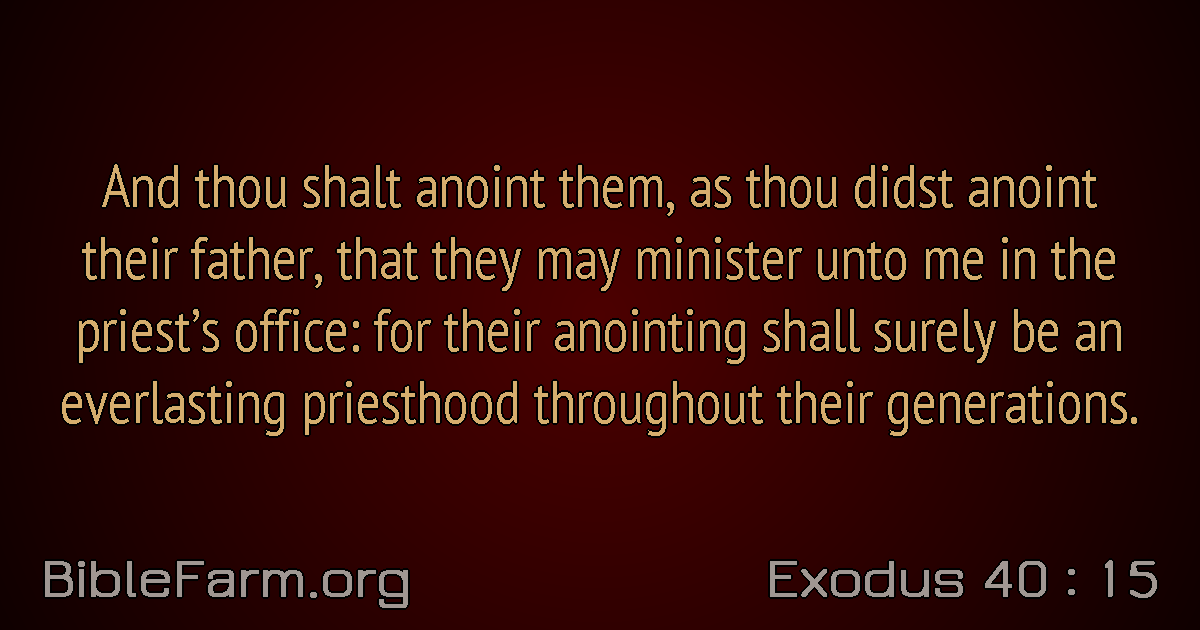 And thou shalt anoint them, as thou didst anoint
their father, that they may minister unto me in the
priest’s office: for their anointing shall surely be an
everlasting priesthood throughout their generations.
BibleFarm.org
Exodus 40 : 15